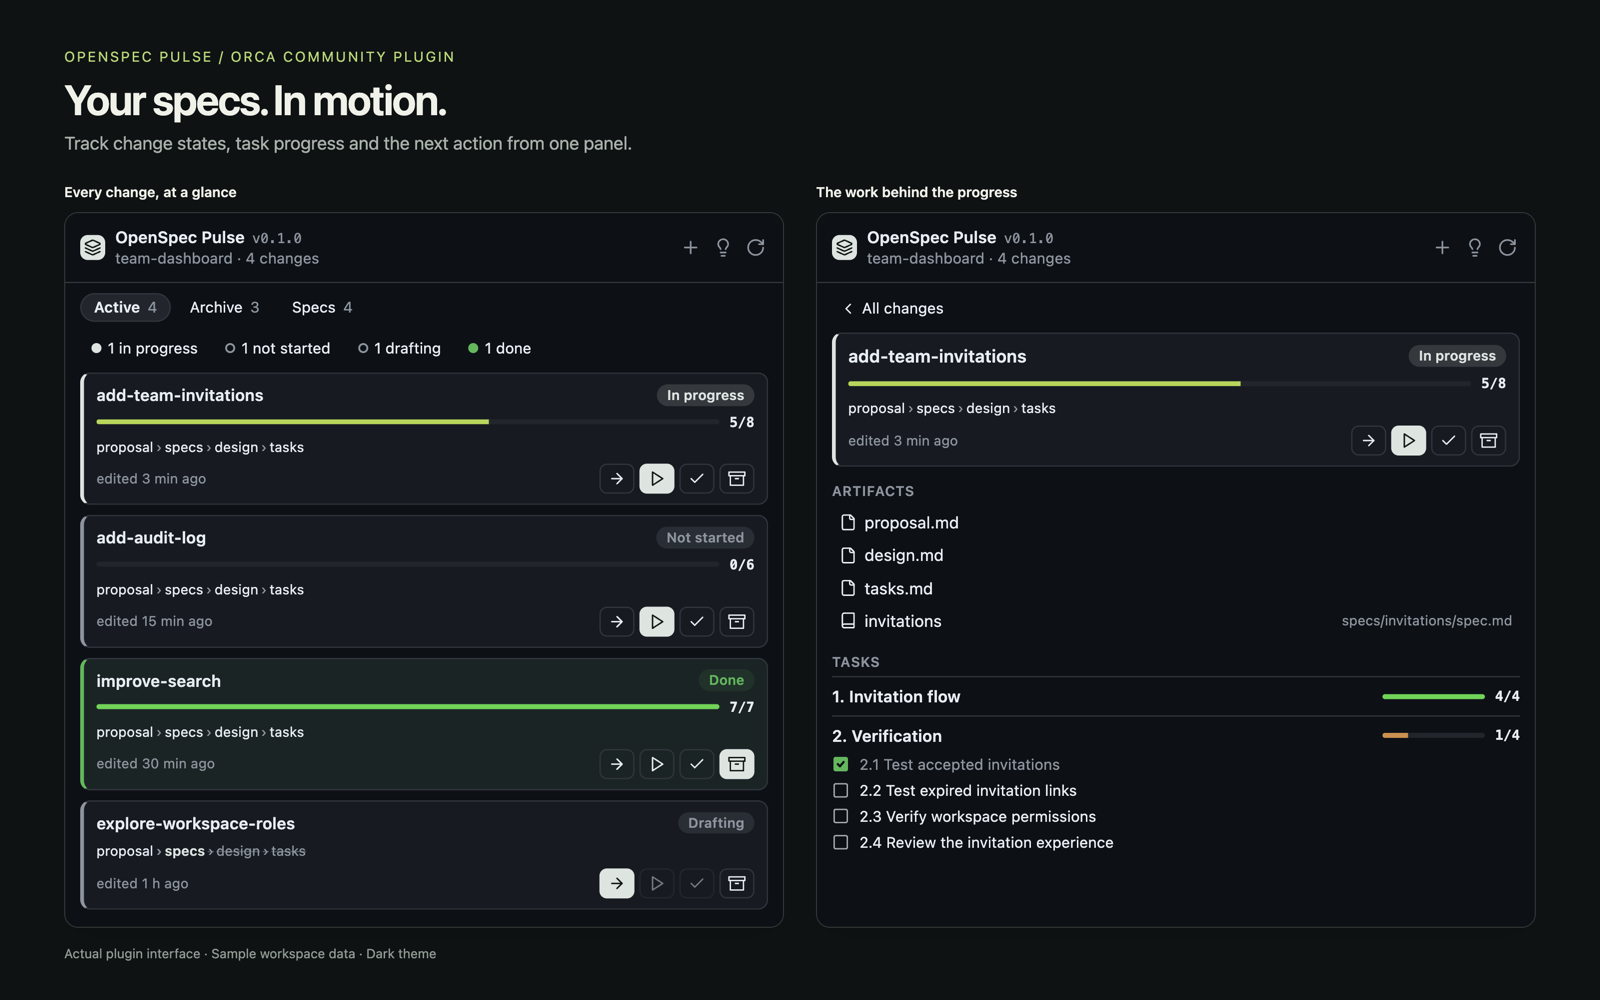 OPENSPEC PULSE / ORCA COMMUNITY PLUGIN
Your specs. In motion.
Track change states, task progress and the next action from one panel.
Every change, at a glance
OpenSpec Pulse v0.1.0
team-dashboard · 4 changes
Active 4 Archive 3 Specs 4
1 in progress 1 not started 1 drafting 1 done
add-team-invitations In progress
5/8
proposal › specs › design › tasks
edited 3 min ago
add-audit-log Not started
0/6
proposal › specs › design › tasks
edited 15 min ago
improve-search Done
7/7
proposal › specs › design › tasks
edited 30 min ago
explore-workspace-roles Drafting
proposal › specs › design › tasks
edited 1 h ago
The work behind the progress
OpenSpec Pulse v0.1.0
team-dashboard · 4 changes
All changes
add-team-invitations In progress
5/8
proposal › specs › design › tasks
edited 3 min ago
ARTIFACTS
proposal.md
design.md
tasks.md
invitations specs/invitations/spec.md
TASKS
1. Invitation flow 4/4
2. Verification 1/4
2.1 Test accepted invitations
2.2 Test expired invitation links
2.3 Verify workspace permissions
2.4 Review the invitation experience
Actual plugin interface · Sample workspace data · Dark theme